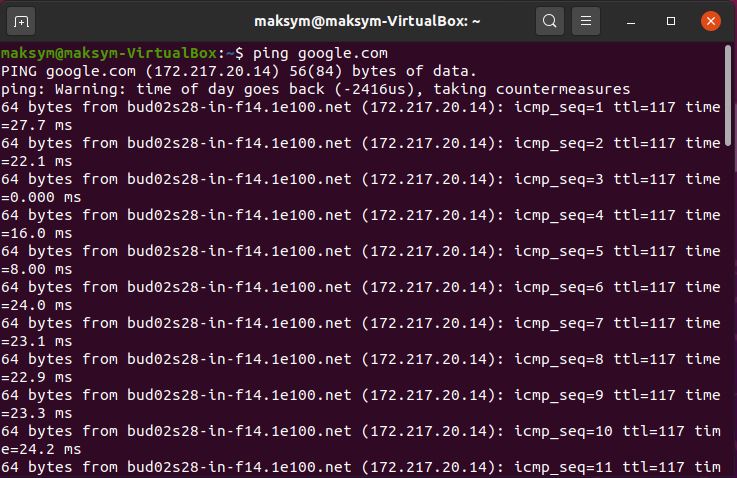 maksym@maksym-VirtualBox: ~
maksym@maksym-VirtualBox:~$ ping google.com
PING google.com (172.217.20.14) 56(84) bytes of data.
ping: Warning: time of day goes back (-2416us), taking countermeasures
64 bytes from bud02s28-in-f14.1e100.net (172.217.20.14): icmp_seq=1 ttl=117 time
=27.7 ms
64 bytes from bud02s28-in-f14.1e100.net (172.217.20.14): icmp_seq=2 ttl=117 time
=22.1 ms
64 bytes from bud02s28-in-f14.1e100.net (172.217.20.14): icmp_seq=3 ttl=117 time
=0.000 ms
64 bytes from bud02s28-in-f14.1e100.net (172.217.20.14): icmp_seq=4 ttl=117 time
=16.0 ms
64 bytes from bud02s28-in-f14.1e100.net (172.217.20.14): icmp_seq=5 ttl=117 time
=8.00 ms
64 bytes from bud02s28-in-f14.1e100.net (172.217.20.14): icmp_seq=6 ttl=117 time
=24.0 ms
64 bytes from bud02s28-in-f14.1e100.net (172.217.20.14): icmp_seq=7 ttl=117 time
=23.1 ms
64 bytes from bud02s28-in-f14.1e100.net (172.217.20.14): icmp_seq=8 ttl=117 time
=22.9 ms
64 bytes from bud02s28-in-f14.1e100.net (172.217.20.14): icmp_seq=9 ttl=117 time
=23.3 ms
64 bytes from bud02s28-in-f14.1e100.net (172.217.20.14): icmp_seq=10 ttl=117 tim
e=24.2 ms
64 bytes from bud02s28-in-f14.1e100.net (172.217.20.14): icmp_seq=11 ttl=117 tim